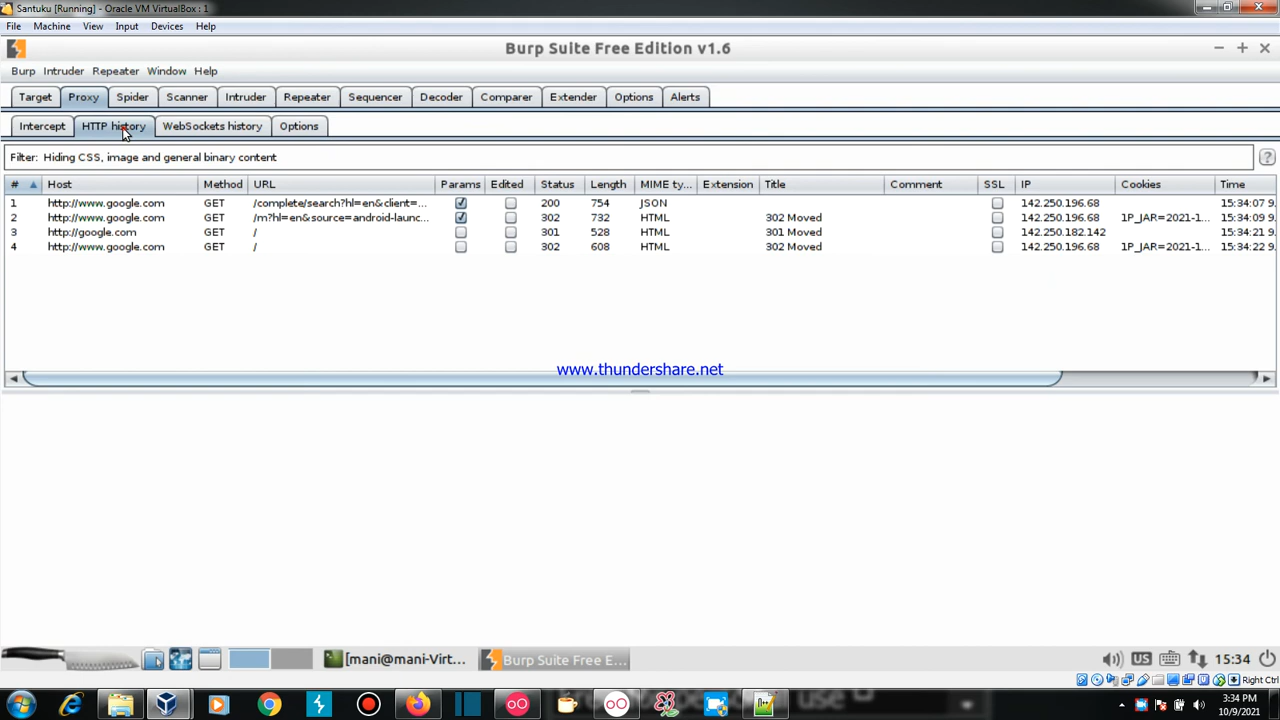 Santuku [Running] - Oracle VM VirtualBox : 1
File Machine View Input Devices Help
Burp Suite Free Edition v1.6
Burp Intruder Repeater Window Help
Target Proxy Spider Scanner Intruder Repeater Sequencer Decoder Comparer Extender Options Alerts
Intercept HTTP history WebSockets history Options
Filter: Hiding CSS, image and general binary content ?
# Host Method URL Params Edited Status Length MIME ty... Extension Title Comment SSL IP Cookies Time
1 http://www.google.com GET /complete/search?hl=en&client=... 200 754 JSON 142.250.196.68 15:34:07 9.
2 http://www.google.com GET /m?hl=en&source=android-launc... 302 732 HTML 302 Moved 142.250.196.68 1P_JAR=2021-1... 15:34:09 9.
3 http://google.com GET / 301 528 HTML 301 Moved 142.250.182.142 15:34:21 9.
4 http://www.google.com GET / 302 608 HTML 302 Moved 142.250.196.68 1P_JAR=2021-1... 15:34:22 9.
www.thundershare.net
[mani@mani-Virt... Burp Suite Free E... US 15:34
Right Ctrl
3:34 PM
10/9/2021